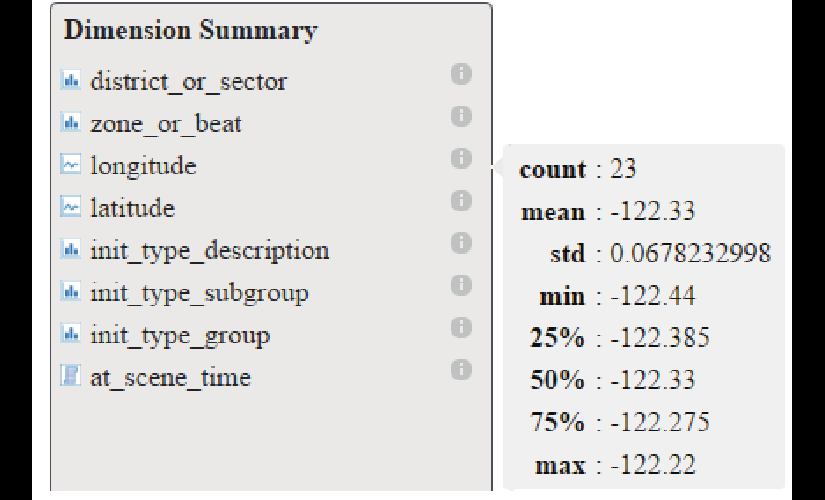 Dimension Summary
district_or_sector
zone_or_beat
longitude
latitude
init_type_description
init_type_subgroup
init_type_group
at_scene_time
count : 23
mean : -122.33
std : 0.0678232998
min : -122.44
25% : -122.385
50% : -122.33
75% : -122.275
max : -122.22